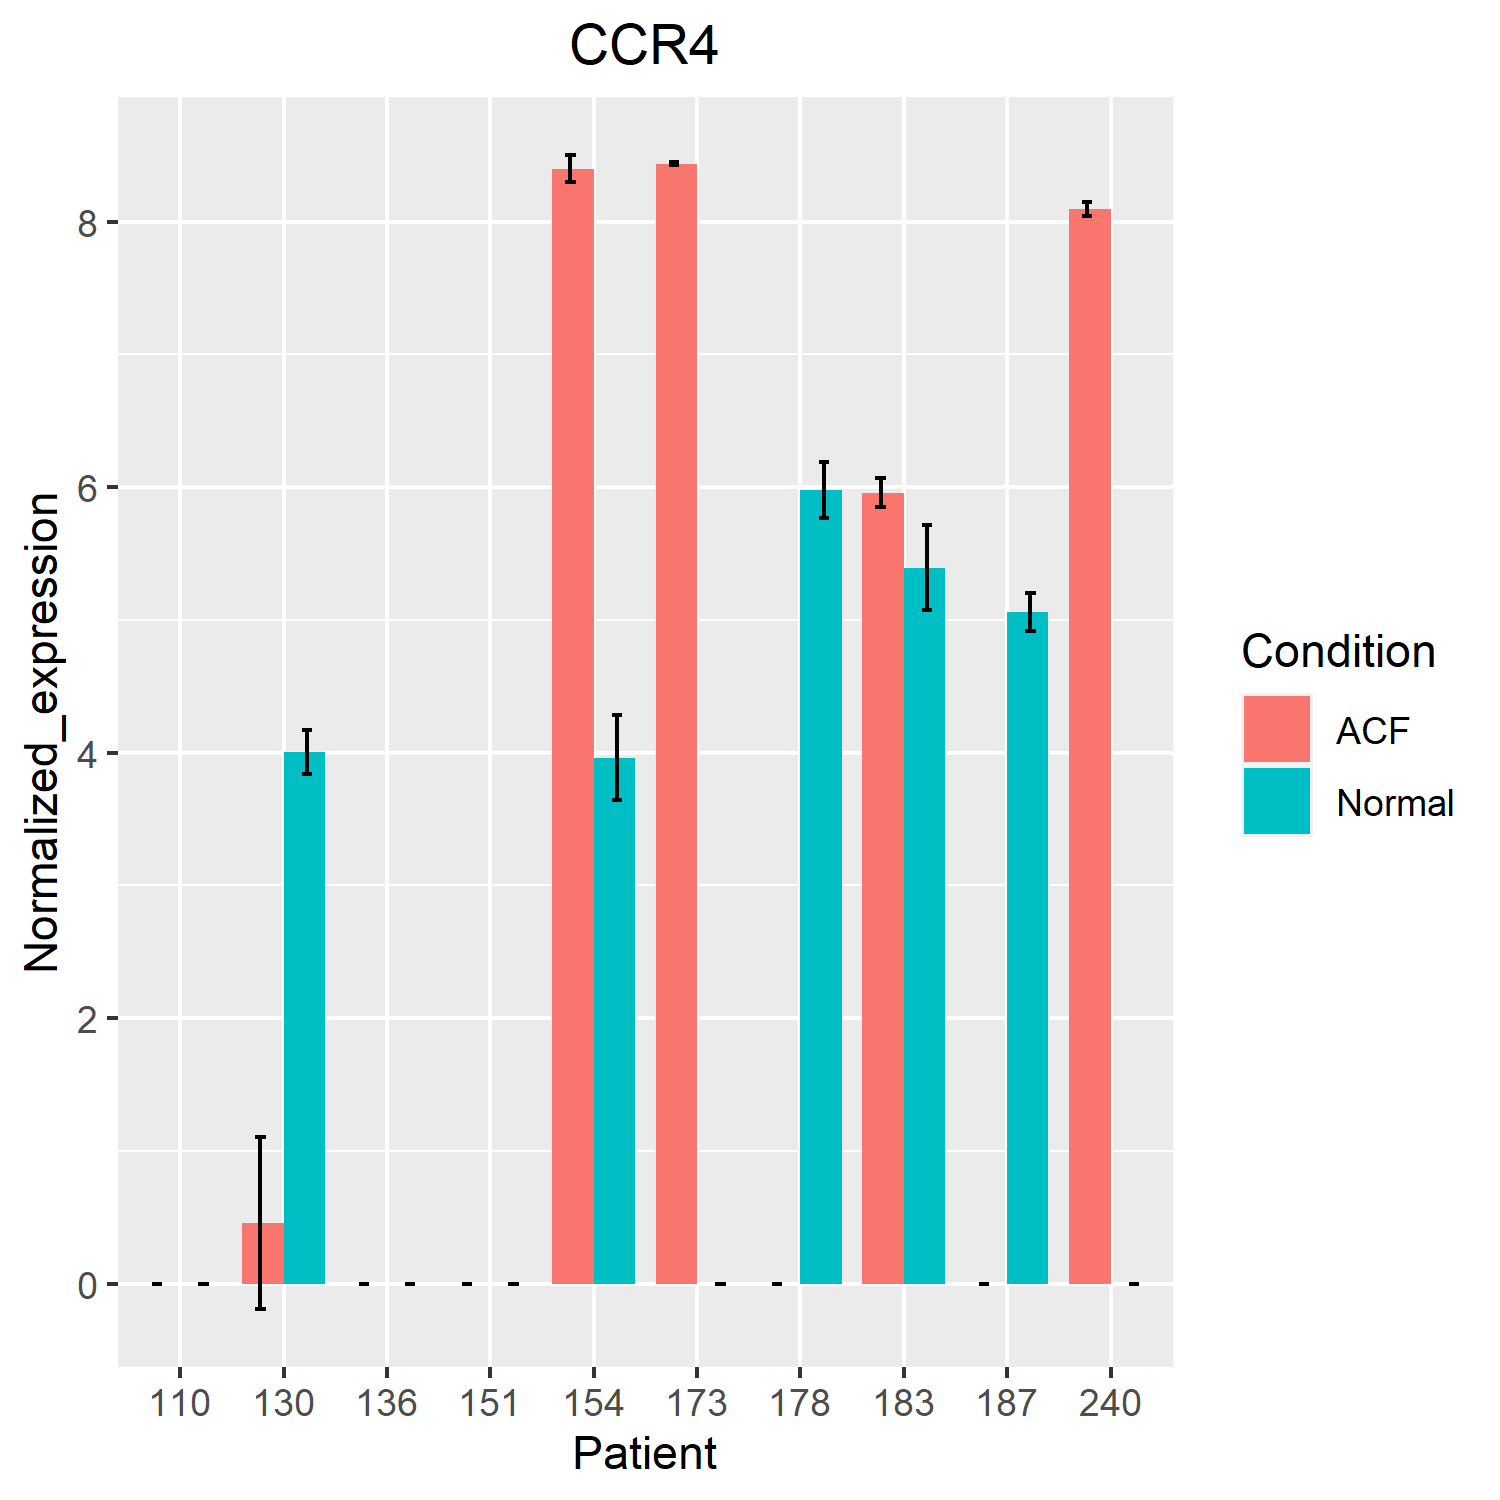 CCR4
Normalized_expression
8
6
4
2
0
110 130 136 151 154 173 178 183 187 240
Patient
Condition
ACF
Normal